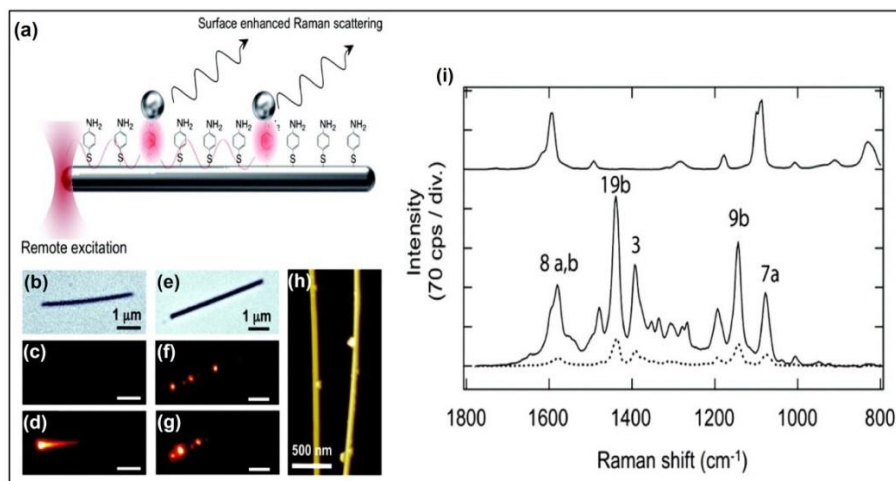 (a)
Surface enhanced Raman scattering
NH₂ NH₂ NH₂ NH₂ NH₂ NH₂ NH₂ NH₂
S S S S S S S S
Remote excitation
(b)
1 μm
(e)
1 μm
(h)
(c)
(f)
(d)
(g)
500 nm
(i)
Intensity
(70 cps / div.)
8 a,b
19b
3
9b
7a
1800 1600 1400 1200 1000 800
Raman shift (cm⁻¹)